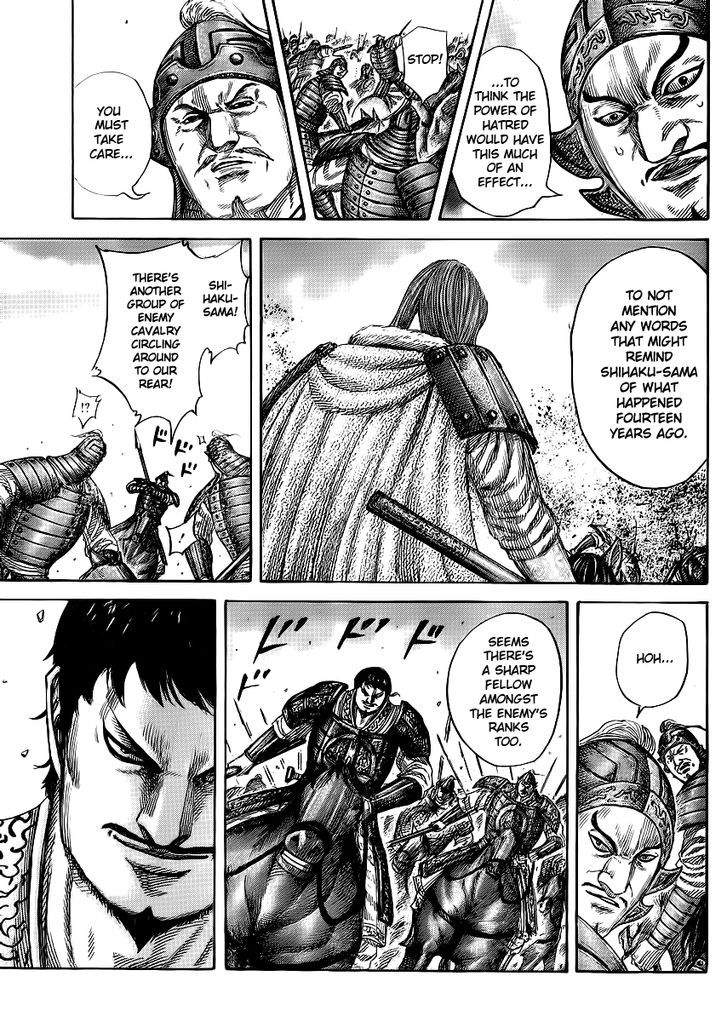 ...TO
THINK THE
POWER OF
HATRED
WOULD HAVE
THIS MUCH
OF AN
EFFECT...
STOP!
YOU
MUST
TAKE
CARE...
TO NOT
MENTION
ANY WORDS
THAT MIGHT
REMIND
SHIHAKU-SAMA
OF WHAT
HAPPENED
FOURTEEN
YEARS AGO.
SHI-
HAKU-
SAMA!
THERE'S
ANOTHER
GROUP OF
ENEMY
CAVALRY
CIRCLING
AROUND
TO OUR
REAR!
!?
ドド
ドド
HOH...
SEEMS
THERE'S
A SHARP
FELLOW
AMONGST
THE ENEMY'S
RANKS
TOO.
ドドドド